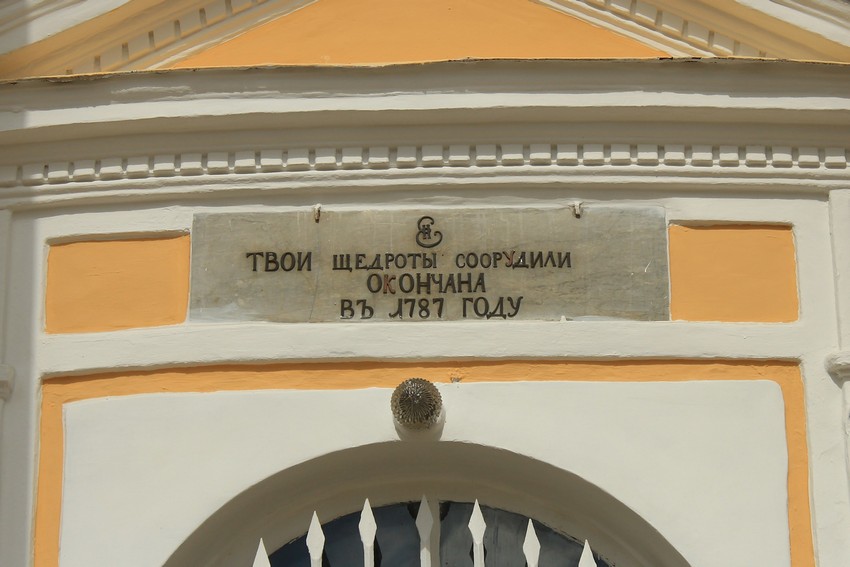 ТВОИ ЩЕДРОТЫ СООРУДИЛИ
ОКОНЧАНА
ВЪ 1787 ГОДУ